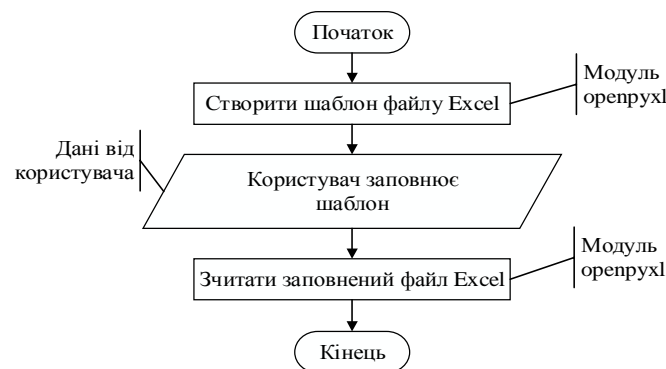 Початок
Створити шаблон файлу Excel
Модуль
openpyxl
Дані від
користувача
Користувач заповнює
шаблон
Зчитати заповнений файл Excel
Модуль
openpyxl
Кінець